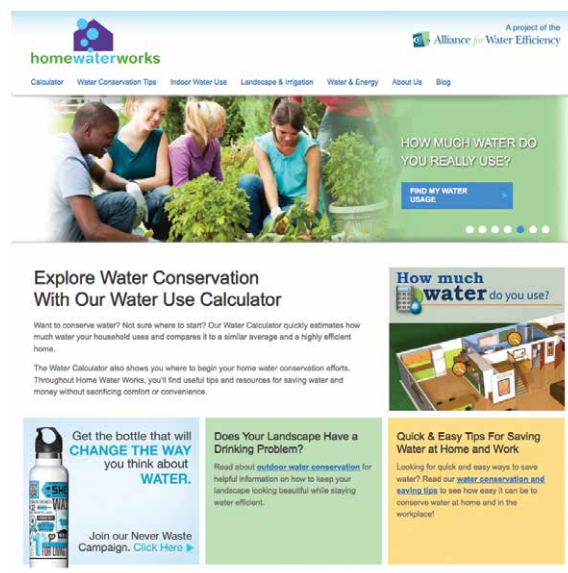 A project of the
Alliance for Water Efficiency
homewaterworks
Calculator Water Conservation Tips Indoor Water Use Landscape & Irrigation Water & Energy About Us Blog
HOW MUCH WATER DO
YOU REALLY USE?
FIND MY WATER
USAGE
Explore Water Conservation
With Our Water Use Calculator
Want to conserve water? Not sure where to start? Our Water Calculator quickly estimates how
much water your household uses and compares it to a similar average and a highly efficient
home.
The Water Calculator also shows you where to begin your home water conservation efforts.
Throughout Home Water Works, you'll find useful tips and resources for saving water and
money without sacrificing comfort or convenience.
How much
water do you use?
Get the bottle that will
CHANGE THE WAY
you think about
WATER.
Join our Never Waste
Campaign. Click Here
Does Your Landscape Have a
Drinking Problem?
Read about outdoor water conservation for
helpful information on how to keep your
landscape looking beautiful while staying
water efficient.
Quick & Easy Tips For Saving
Water at Home and Work
Looking for quick and easy ways to save
water? Read our water conservation and
saving tips to see how easy it can be to
conserve water at home and in the
workplace!